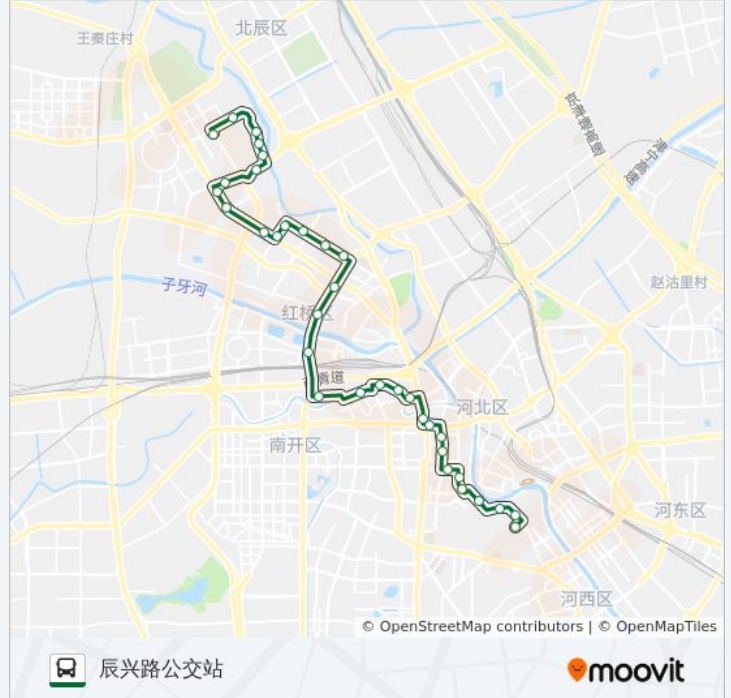 北辰区
王秦庄村
京津塘高速
津宁高速
赵沽里村
子牙河
红桥区
道
河北区
南开区
河东区
河西区
© OpenStreetMap contributors | © OpenMapTiles
辰兴路公交站
moovit